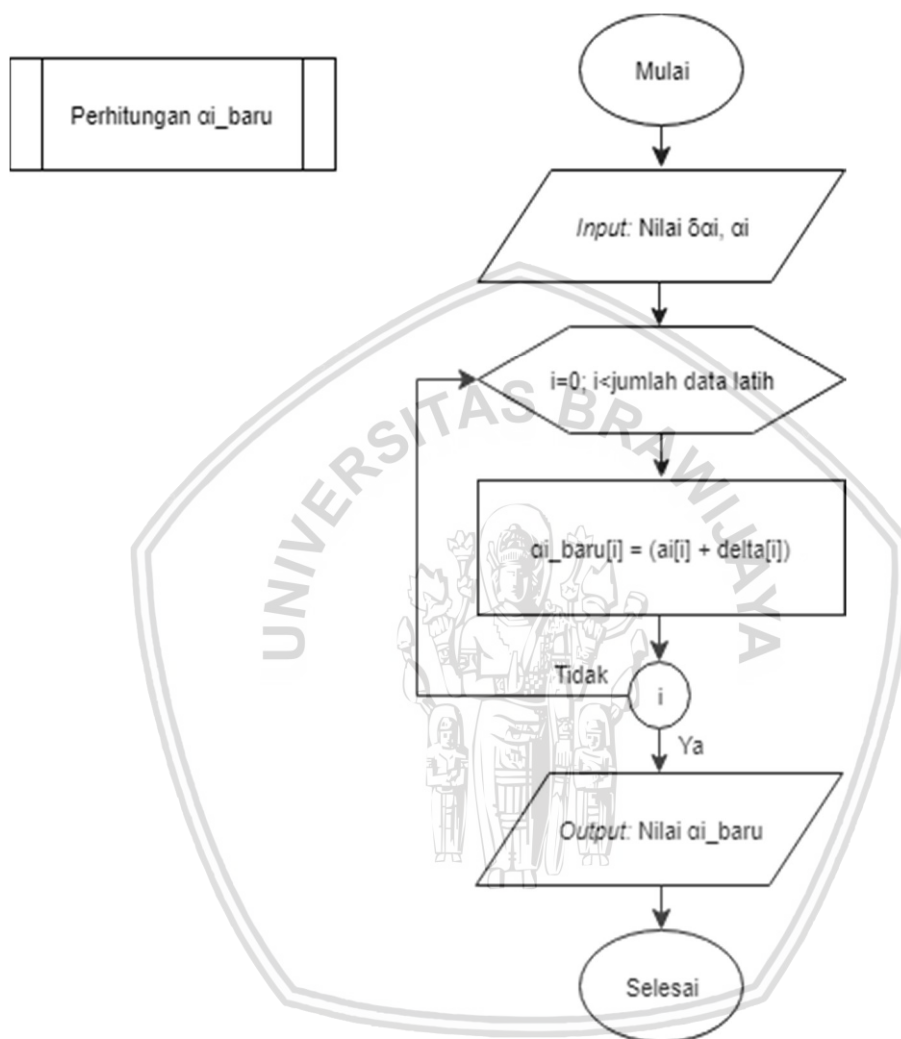 Perhitungan αi_baru
Mulai
Input: Nilai δαi, αi
i=0; i<jumlah data latih
αi_baru[i] = (ai[i] + delta[i])
Tidak
i
Ya
Output: Nilai αi_baru
Selesai
UNIVERSITAS BRAWIJAYA